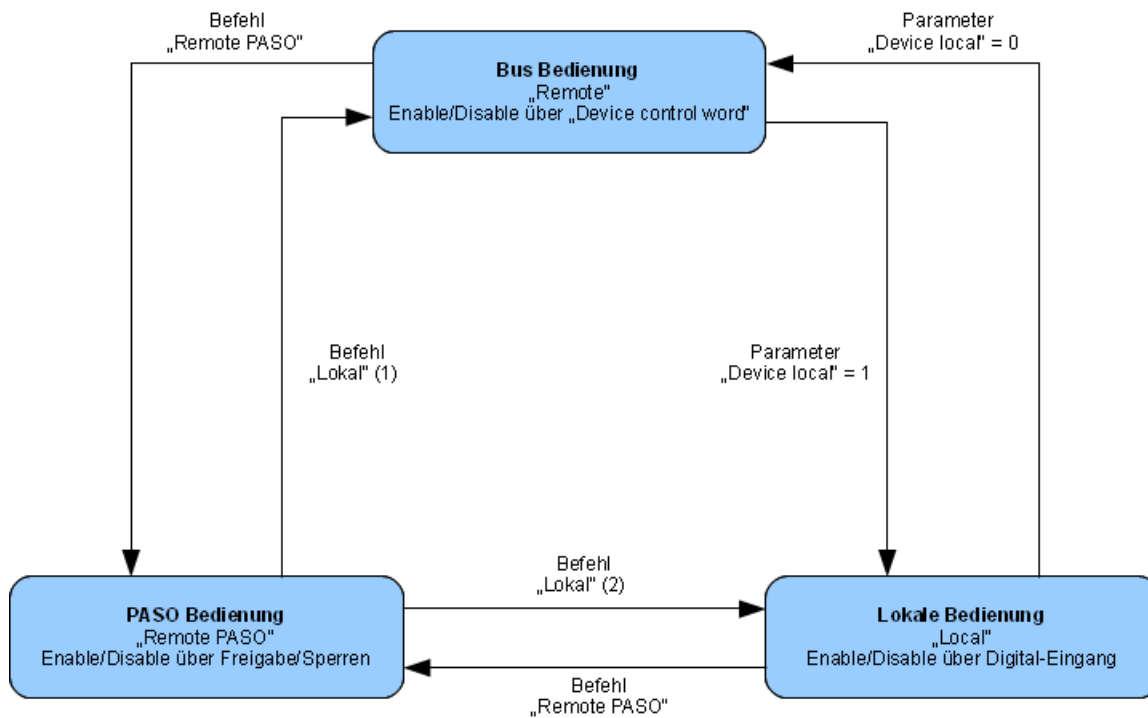 Befehl
„Remote PASO"
Parameter
„Device local" = 0
Bus Bedienung
„Remote"
Enable/Disable über „Device control word"
Befehl
„Lokal" (1)
Parameter
„Device local" = 1
Befehl
„Lokal" (2)
PASO Bedienung
„Remote PASO"
Enable/Disable über Freigabe/Sperren
Lokale Bedienung
„Local"
Enable/Disable über Digital-Eingang
Befehl
„Remote PASO"